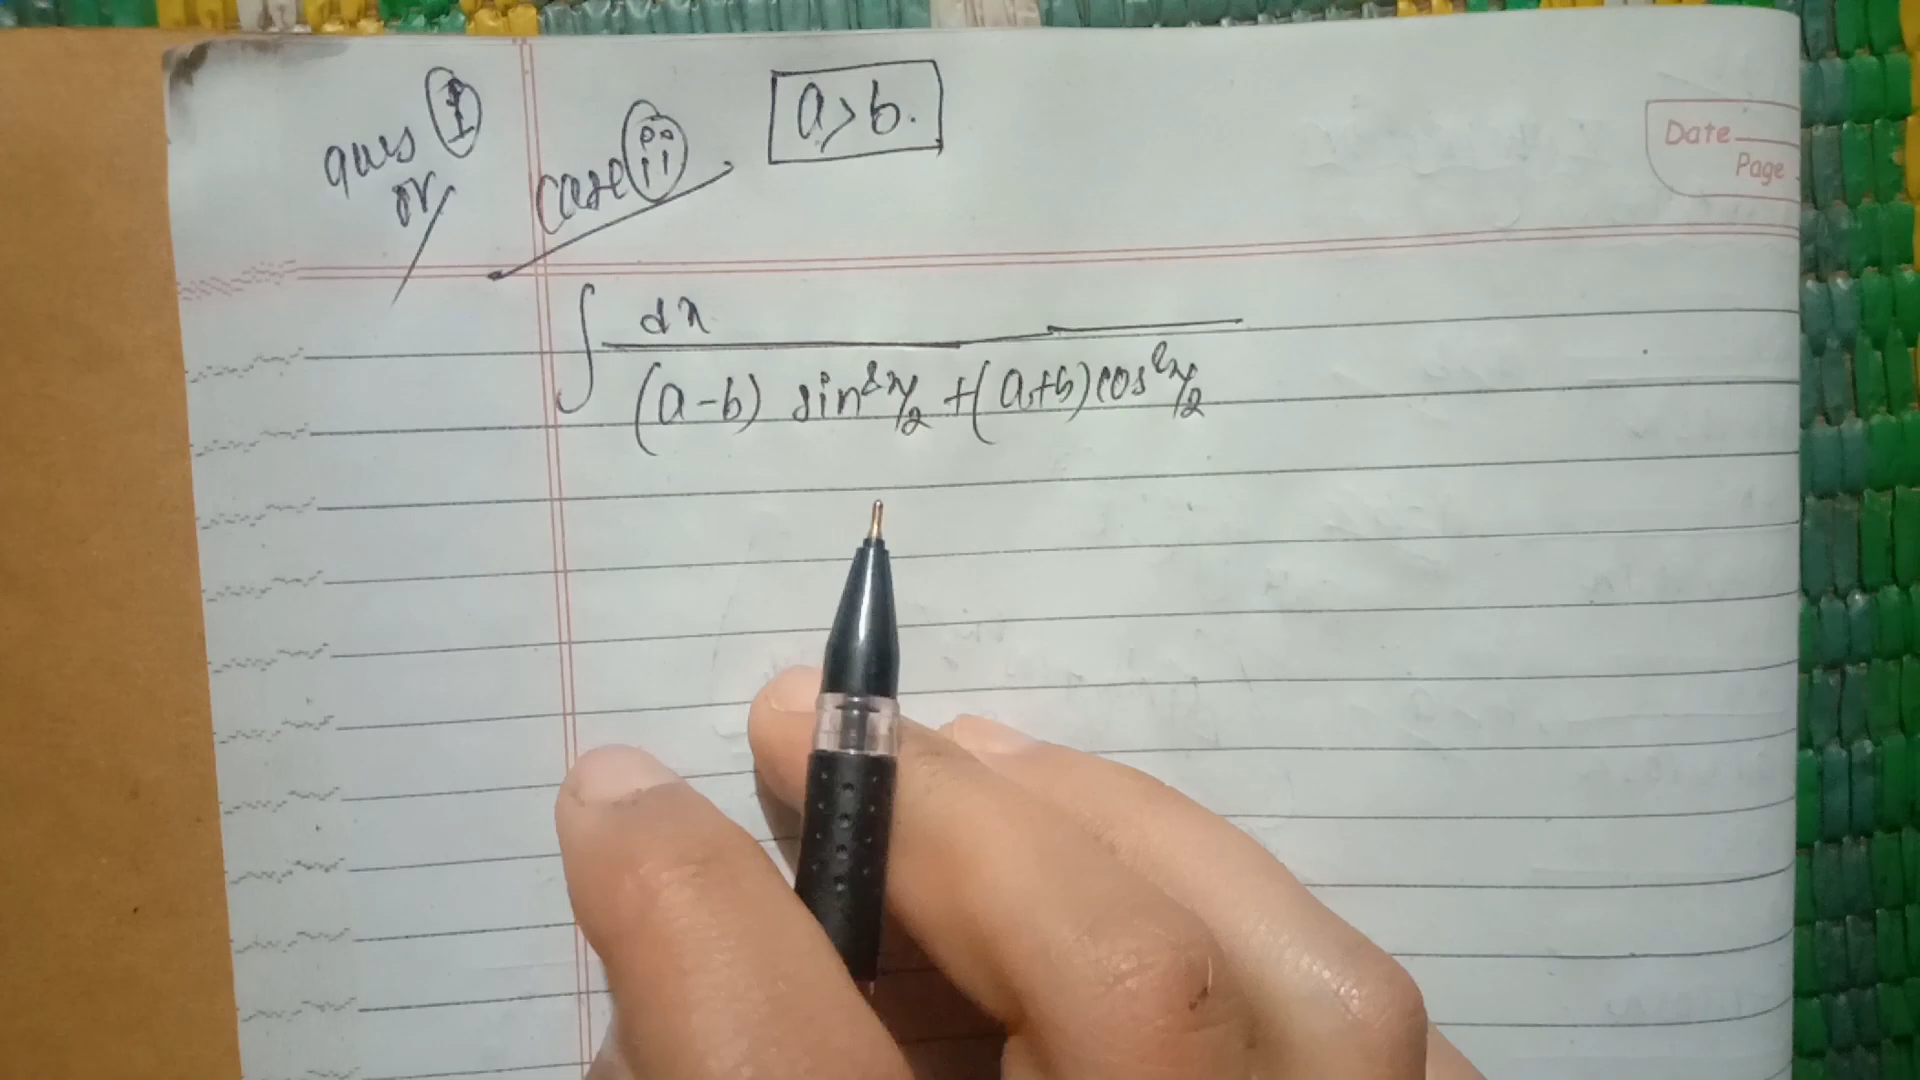 ques I
or
case ii
a>b.
Date
Page
∫ dx
(a-b) sin²x/2 +(a+b)cos²x/2